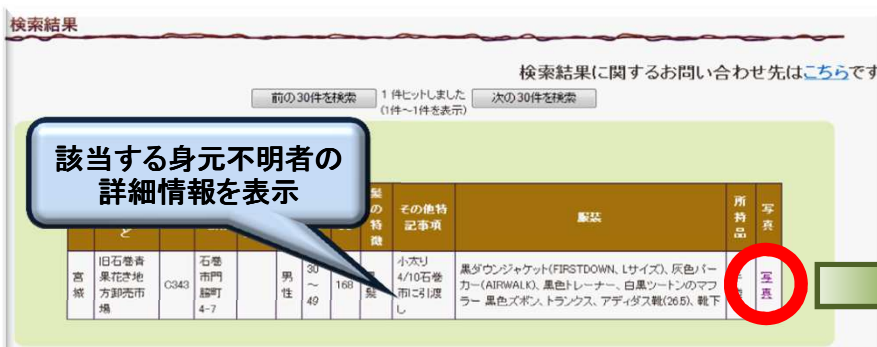 検索結果
検索結果に関するお問い合わせ先はこちらです
前の30件を検索
1 件ヒットしました
(1件～1件を表示)
次の30件を検索
該当する身元不明者の
詳細情報を表示
と
髪の特徴
その他特記事項
服装
所持品
写真
宮城
旧石巻青果花き地方卸売市場
C343
石巻市門脇町4-7
男性
30～49
168
髪
小太り
4/10石巻市に引渡し
黒ダウンジャケット(FIRSTDOWN、Lサイズ)、灰色パーカー(AIRWALK)、黒色トレーナー、白黒ツートンのマフラー 黒色ズボン、トランクス、アディダス靴(26.5)、靴下
写真